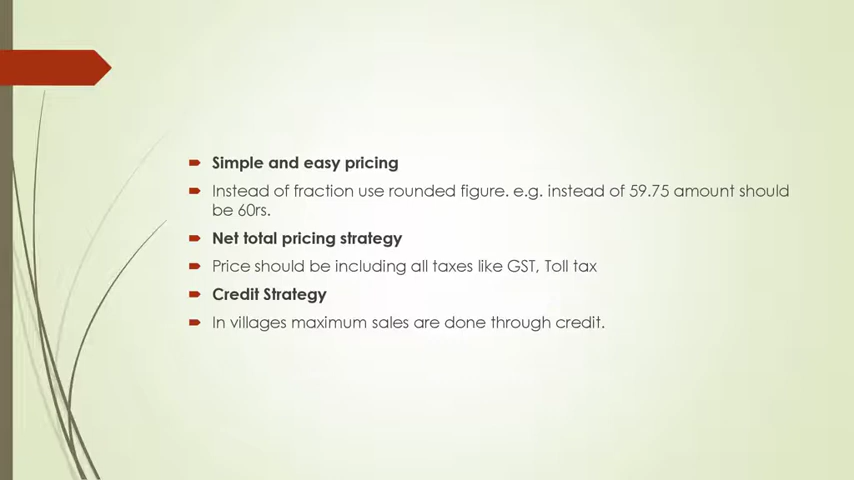 Simple and easy pricing
Instead of fraction use rounded figure. e.g. instead of 59.75 amount should
be 60rs.
Net total pricing strategy
Price should be including all taxes like GST, Toll tax
Credit Strategy
In villages maximum sales are done through credit.